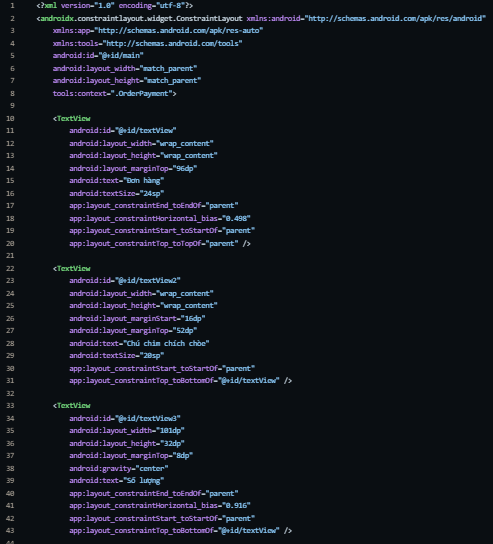 1 <?xml version="1.0" encoding="utf-8"?>
2 <androidx.constraintlayout.widget.ConstraintLayout xmlns:android="http://schemas.android.com/apk/res/android"
3 xmlns:app="http://schemas.android.com/apk/res-auto"
4 xmlns:tools="http://schemas.android.com/tools"
5 android:id="@+id/main"
6 android:layout_width="match_parent"
7 android:layout_height="match_parent"
8 tools:context=".OrderPayment">
9
10 <TextView
11 android:id="@+id/textView"
12 android:layout_width="wrap_content"
13 android:layout_height="wrap_content"
14 android:layout_marginTop="96dp"
15 android:text="Đơn hàng"
16 android:textSize="24sp"
17 app:layout_constraintEnd_toEndOf="parent"
18 app:layout_constraintHorizontal_bias="0.498"
19 app:layout_constraintStart_toStartOf="parent"
20 app:layout_constraintTop_toTopOf="parent" />
21
22 <TextView
23 android:id="@+id/textView2"
24 android:layout_width="wrap_content"
25 android:layout_height="wrap_content"
26 android:layout_marginStart="16dp"
27 android:layout_marginTop="52dp"
28 android:text="Chú chim chích chòe"
29 android:textSize="20sp"
30 app:layout_constraintStart_toStartOf="parent"
31 app:layout_constraintTop_toBottomOf="@+id/textView" />
32
33 <TextView
34 android:id="@+id/textView3"
35 android:layout_width="101dp"
36 android:layout_height="32dp"
37 android:layout_marginTop="8dp"
38 android:gravity="center"
39 android:text="Số lượng"
40 app:layout_constraintEnd_toEndOf="parent"
41 app:layout_constraintHorizontal_bias="0.916"
42 app:layout_constraintStart_toStartOf="parent"
43 app:layout_constraintTop_toBottomOf="@+id/textView" />